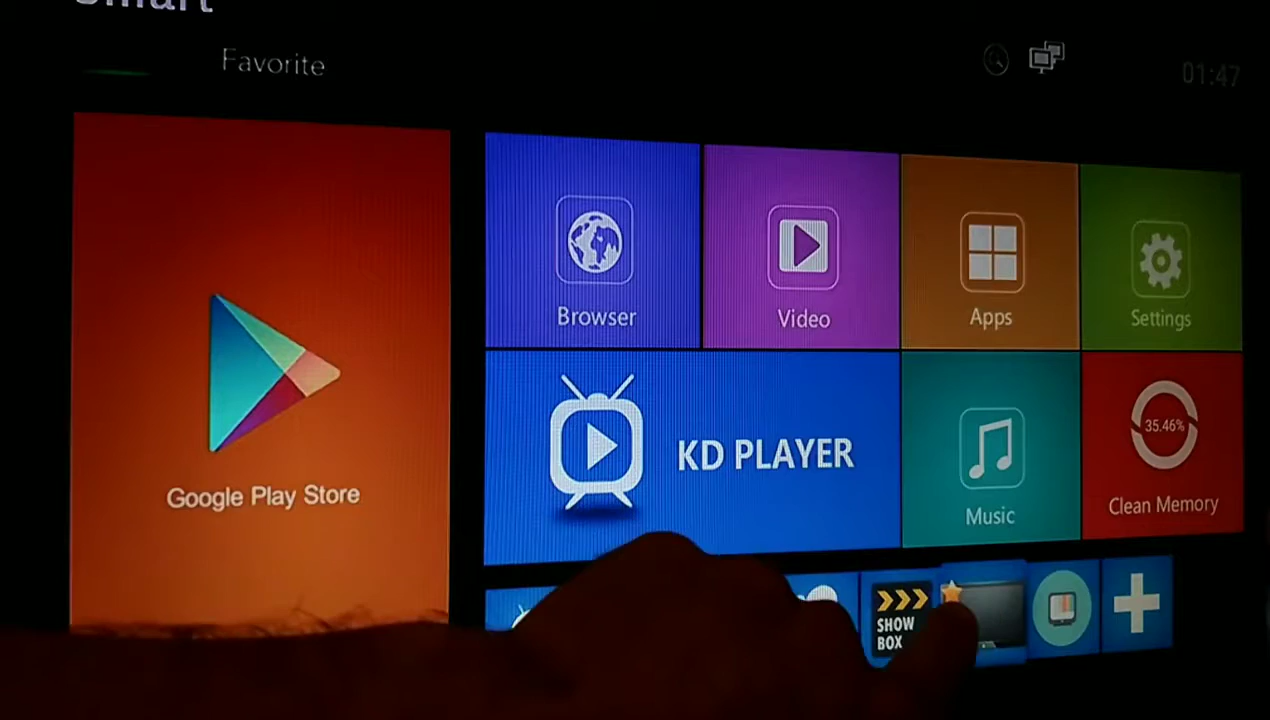 Smart
Favorite
01:47
Google Play Store
Browser
Video
Apps
Settings
KD PLAYER
Music
35.46%
Clean Memory
SHOW
BOX